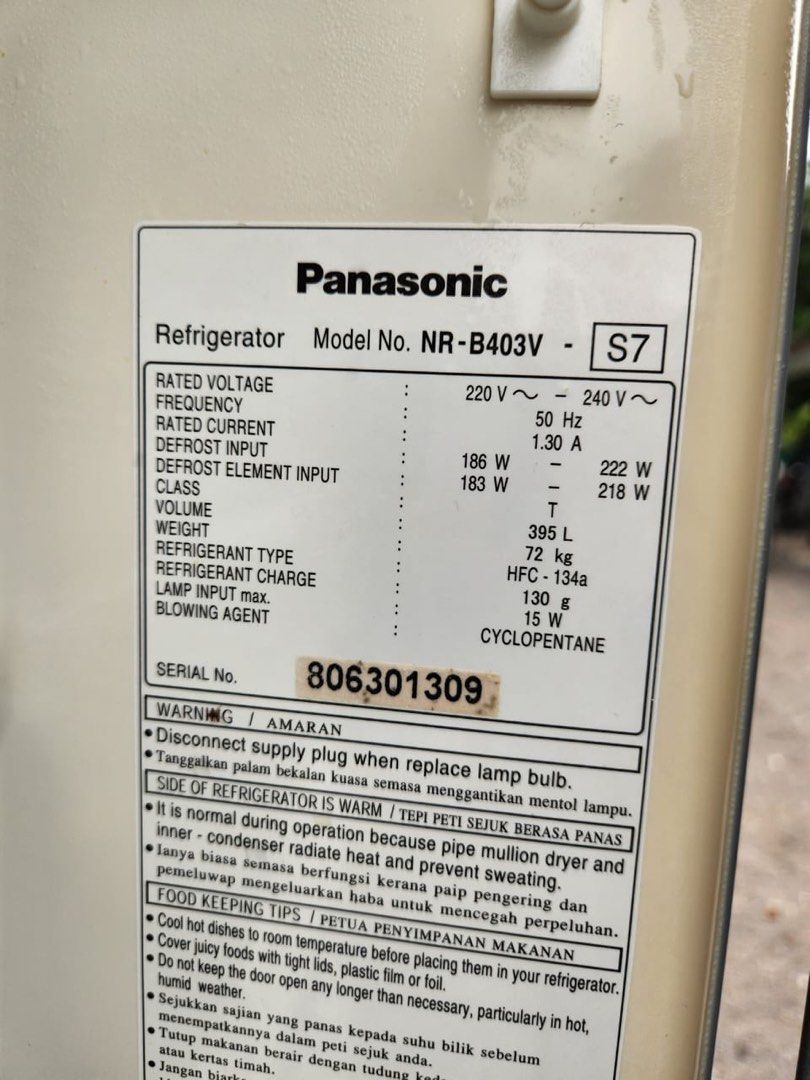 Panasonic
Refrigerator Model No. NR-B403V - S7
RATED VOLTAGE : 220 V ~ - 240 V ~
FREQUENCY : 50 Hz
RATED CURRENT : 1.30 A
DEFROST INPUT : 186 W - 222 W
DEFROST ELEMENT INPUT : 183 W - 218 W
CLASS : T
VOLUME : 395 L
WEIGHT : 72 kg
REFRIGERANT TYPE : HFC - 134a
REFRIGERANT CHARGE : 130 g
LAMP INPUT max. : 15 W
BLOWING AGENT : CYCLOPENTANE
SERIAL No. 806301309
WARNING / AMARAN
• Disconnect supply plug when replace lamp bulb.
• Tanggalkan palam bekalan kuasa semasa menggantikan mentol lampu.
SIDE OF REFRIGERATOR IS WARM / TEPI PETI SEJUK BERASA PANAS
• It is normal during operation because pipe mullion dryer and
inner - condenser radiate heat and prevent sweating.
• Ianya biasa semasa berfungsi kerana paip pengering dan
pemeluwap mengeluarkan haba untuk mencegah perpeluhan.
FOOD KEEPING TIPS / PETUA PENYIMPANAN MAKANAN
• Cool hot dishes to room temperature before placing them in your refrigerator.
• Cover juicy foods with tight lids, plastic film or foil.
• Do not keep the door open any longer than necessary, particularly in hot,
humid weather.
• Sejukkan sajian yang panas kepada suhu bilik sebelum
menempatkannya dalam peti sejuk anda.
• Tutup makanan berair dengan tudung
atau kertas timah.
• Jangan